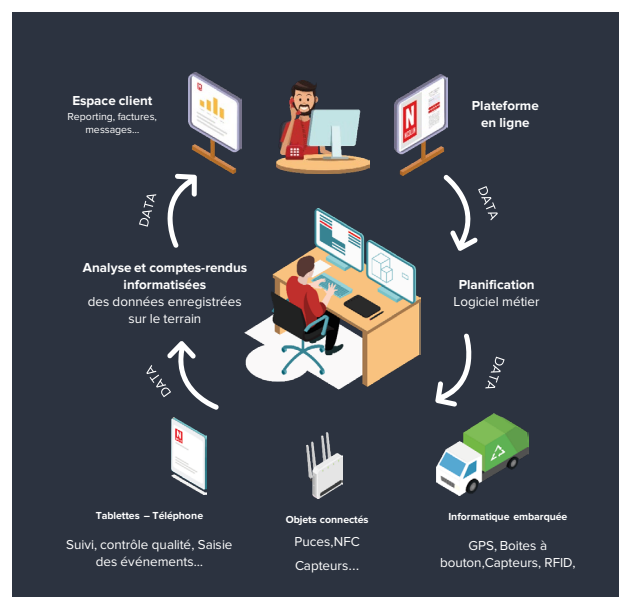 Espace client
Reporting, factures,
messages...
Plateforme
en ligne
DATA
DATA
Analyse et comptes-rendus
informatisées
des données enregistrées
sur le terrain
Planification
Logiciel métier
DATA
DATA
Tablettes – Téléphone
Suivi, contrôle qualité, Saisie
des événements...
Objets connectés
Puces,NFC
Capteurs...
Informatique embarquée
GPS, Boites à
bouton,Capteurs, RFID,